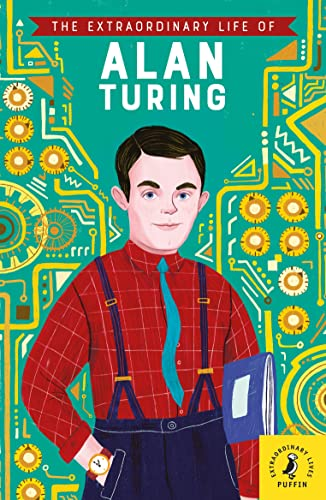 THE EXTRAORDINARY LIFE OF
ALAN
TURING
EXTRAORDINARY LIVES
PUFFIN